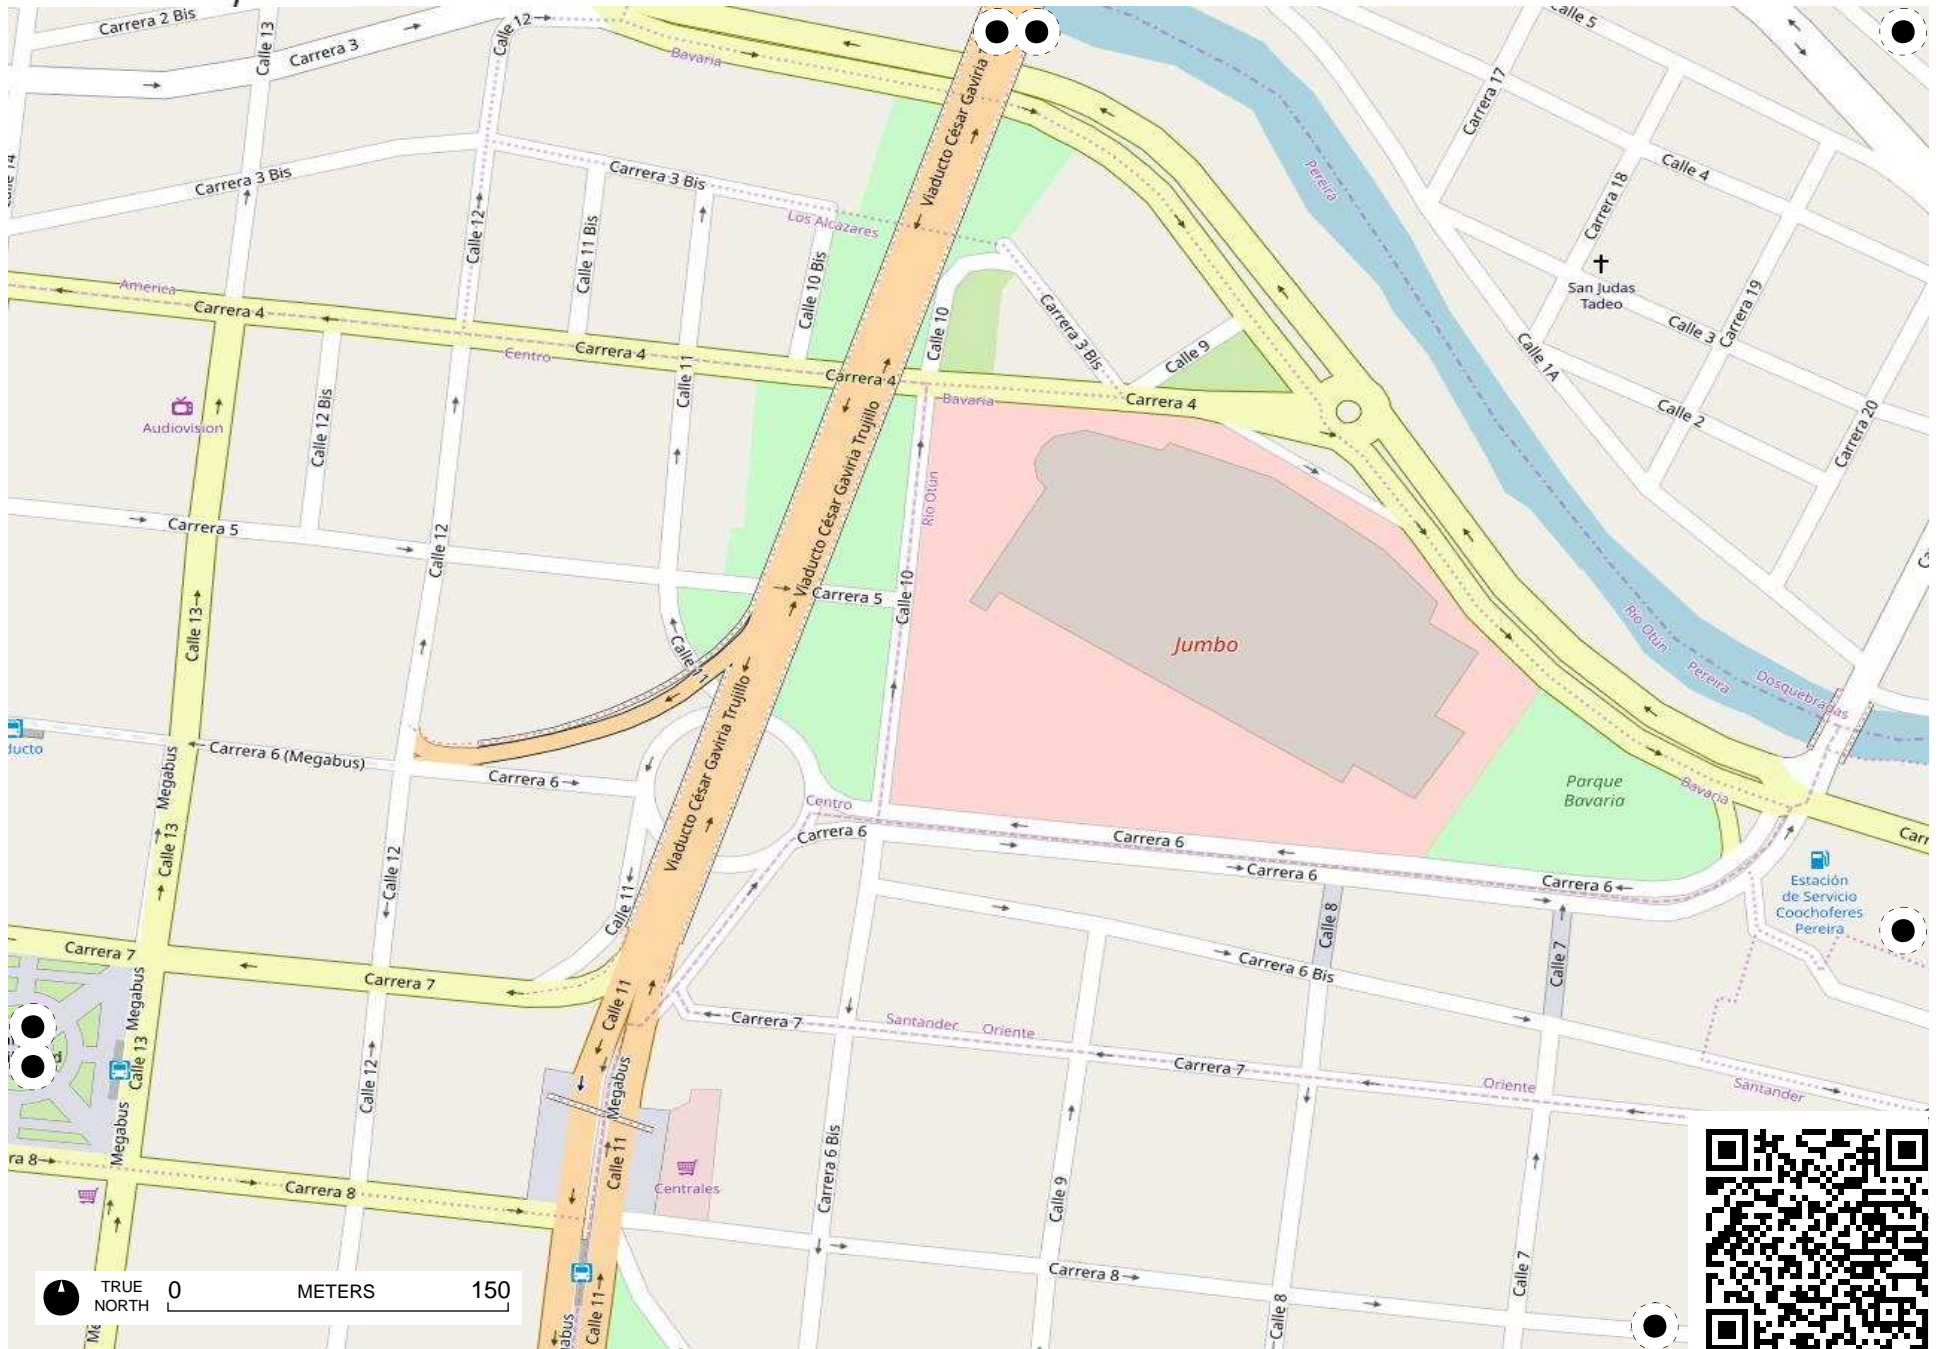 Carrera 2 Bis
Calle 13
Carrera 3
Calle 12
Bavaria
Viaducto César Gaviria
Calle 5
Carrera 17
Pereira
Calle 4
Carrera 18
Carrera 3 Bis
Carrera 3 Bis
Calle 12
Calle 11 Bis
Los Alcazares
Viaducto César Gaviria
Calle 10 Bis
America
Carrera 4
Centro
Carrera 4
Calle 10
Carrera 3 Bis
Calle 9
San Judas
Tadeo
Carrera 19
Calle 3
Calle 1A
Calle 11
Carrera 4
Bavaria
Carrera 4
Calle 2
Carrera 20
Audiovision
Calle 12 Bis
Viaducto César Gaviria Trujillo
Rio Otún
Carrera 5
Calle 12
Carrera 5
Calle 10
Calle 13
Calle 11
Jumbo
Río Otún
Pereira
Dosquebradas
Viaducto César Gaviria Trujillo
ducto
Megabus
Carrera 6 (Megabus)
Carrera 6
Centro
Carrera 6
Carrera 6
Carrera 6
Carrera 6
Parque
Bavaria
Bavaria
Carr
Estación
de Servicio
Coochoferes
Pereira
Calle 13
Calle 12
Calle 11
Calle 8
Calle 7
Carrera 7
Carrera 7
Carrera 6 Bis
Megabus
Calle 11
Carrera 7
Santander
Oriente
Calle 13
Calle 12
Megabus
Carrera 7
Oriente
Santander
Megabus
Calle 11
Carrera 6 Bis
Centrales
Calle 9
ra 8
Carrera 8
Carrera 8
Calle 7
Calle 8
Calle 11
abus
TRUE
NORTH
0 METERS 150